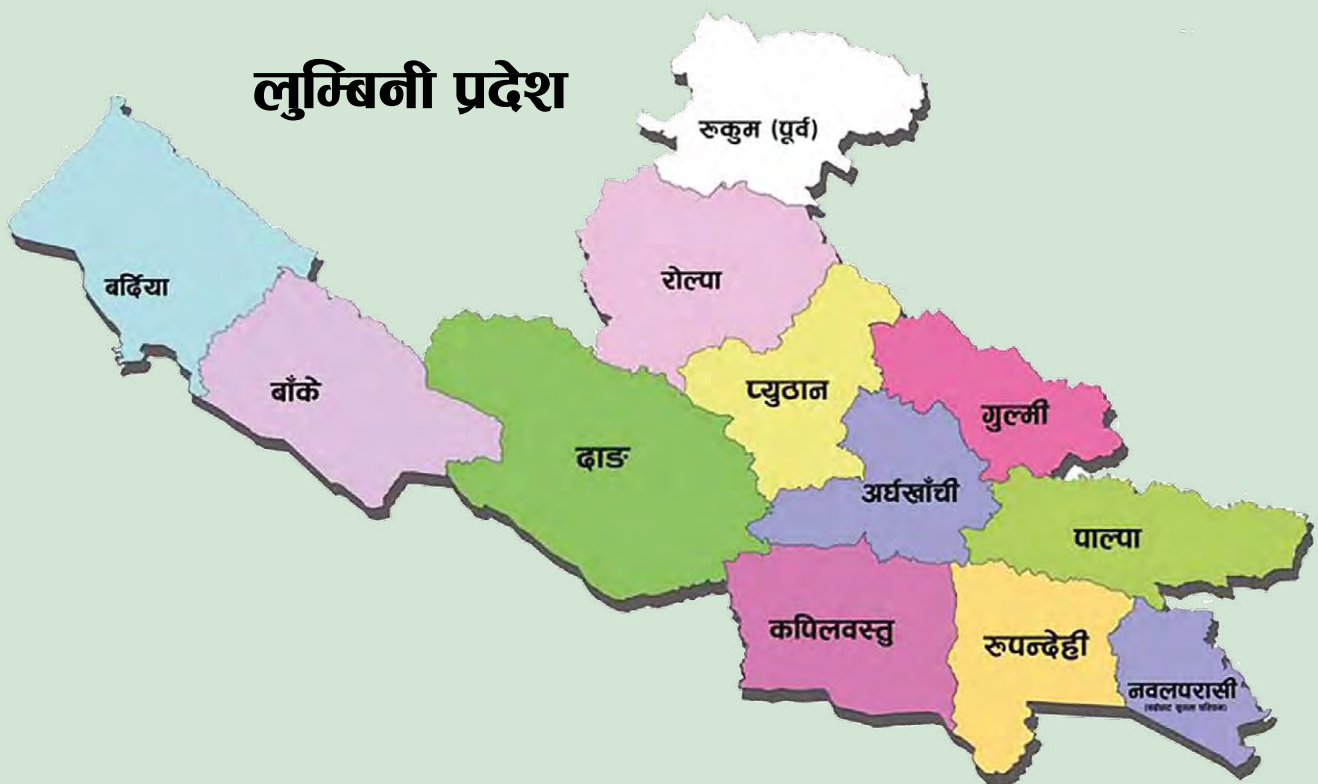 लुम्बिनी प्रदेश
रुकुम (पूर्व)
रोल्पा
बर्दिया
बाँके
प्युठान
गुल्मी
दाङ
अर्घखाँची
पाल्पा
कपिलवस्तु
रुपन्देही
नवलपरासी